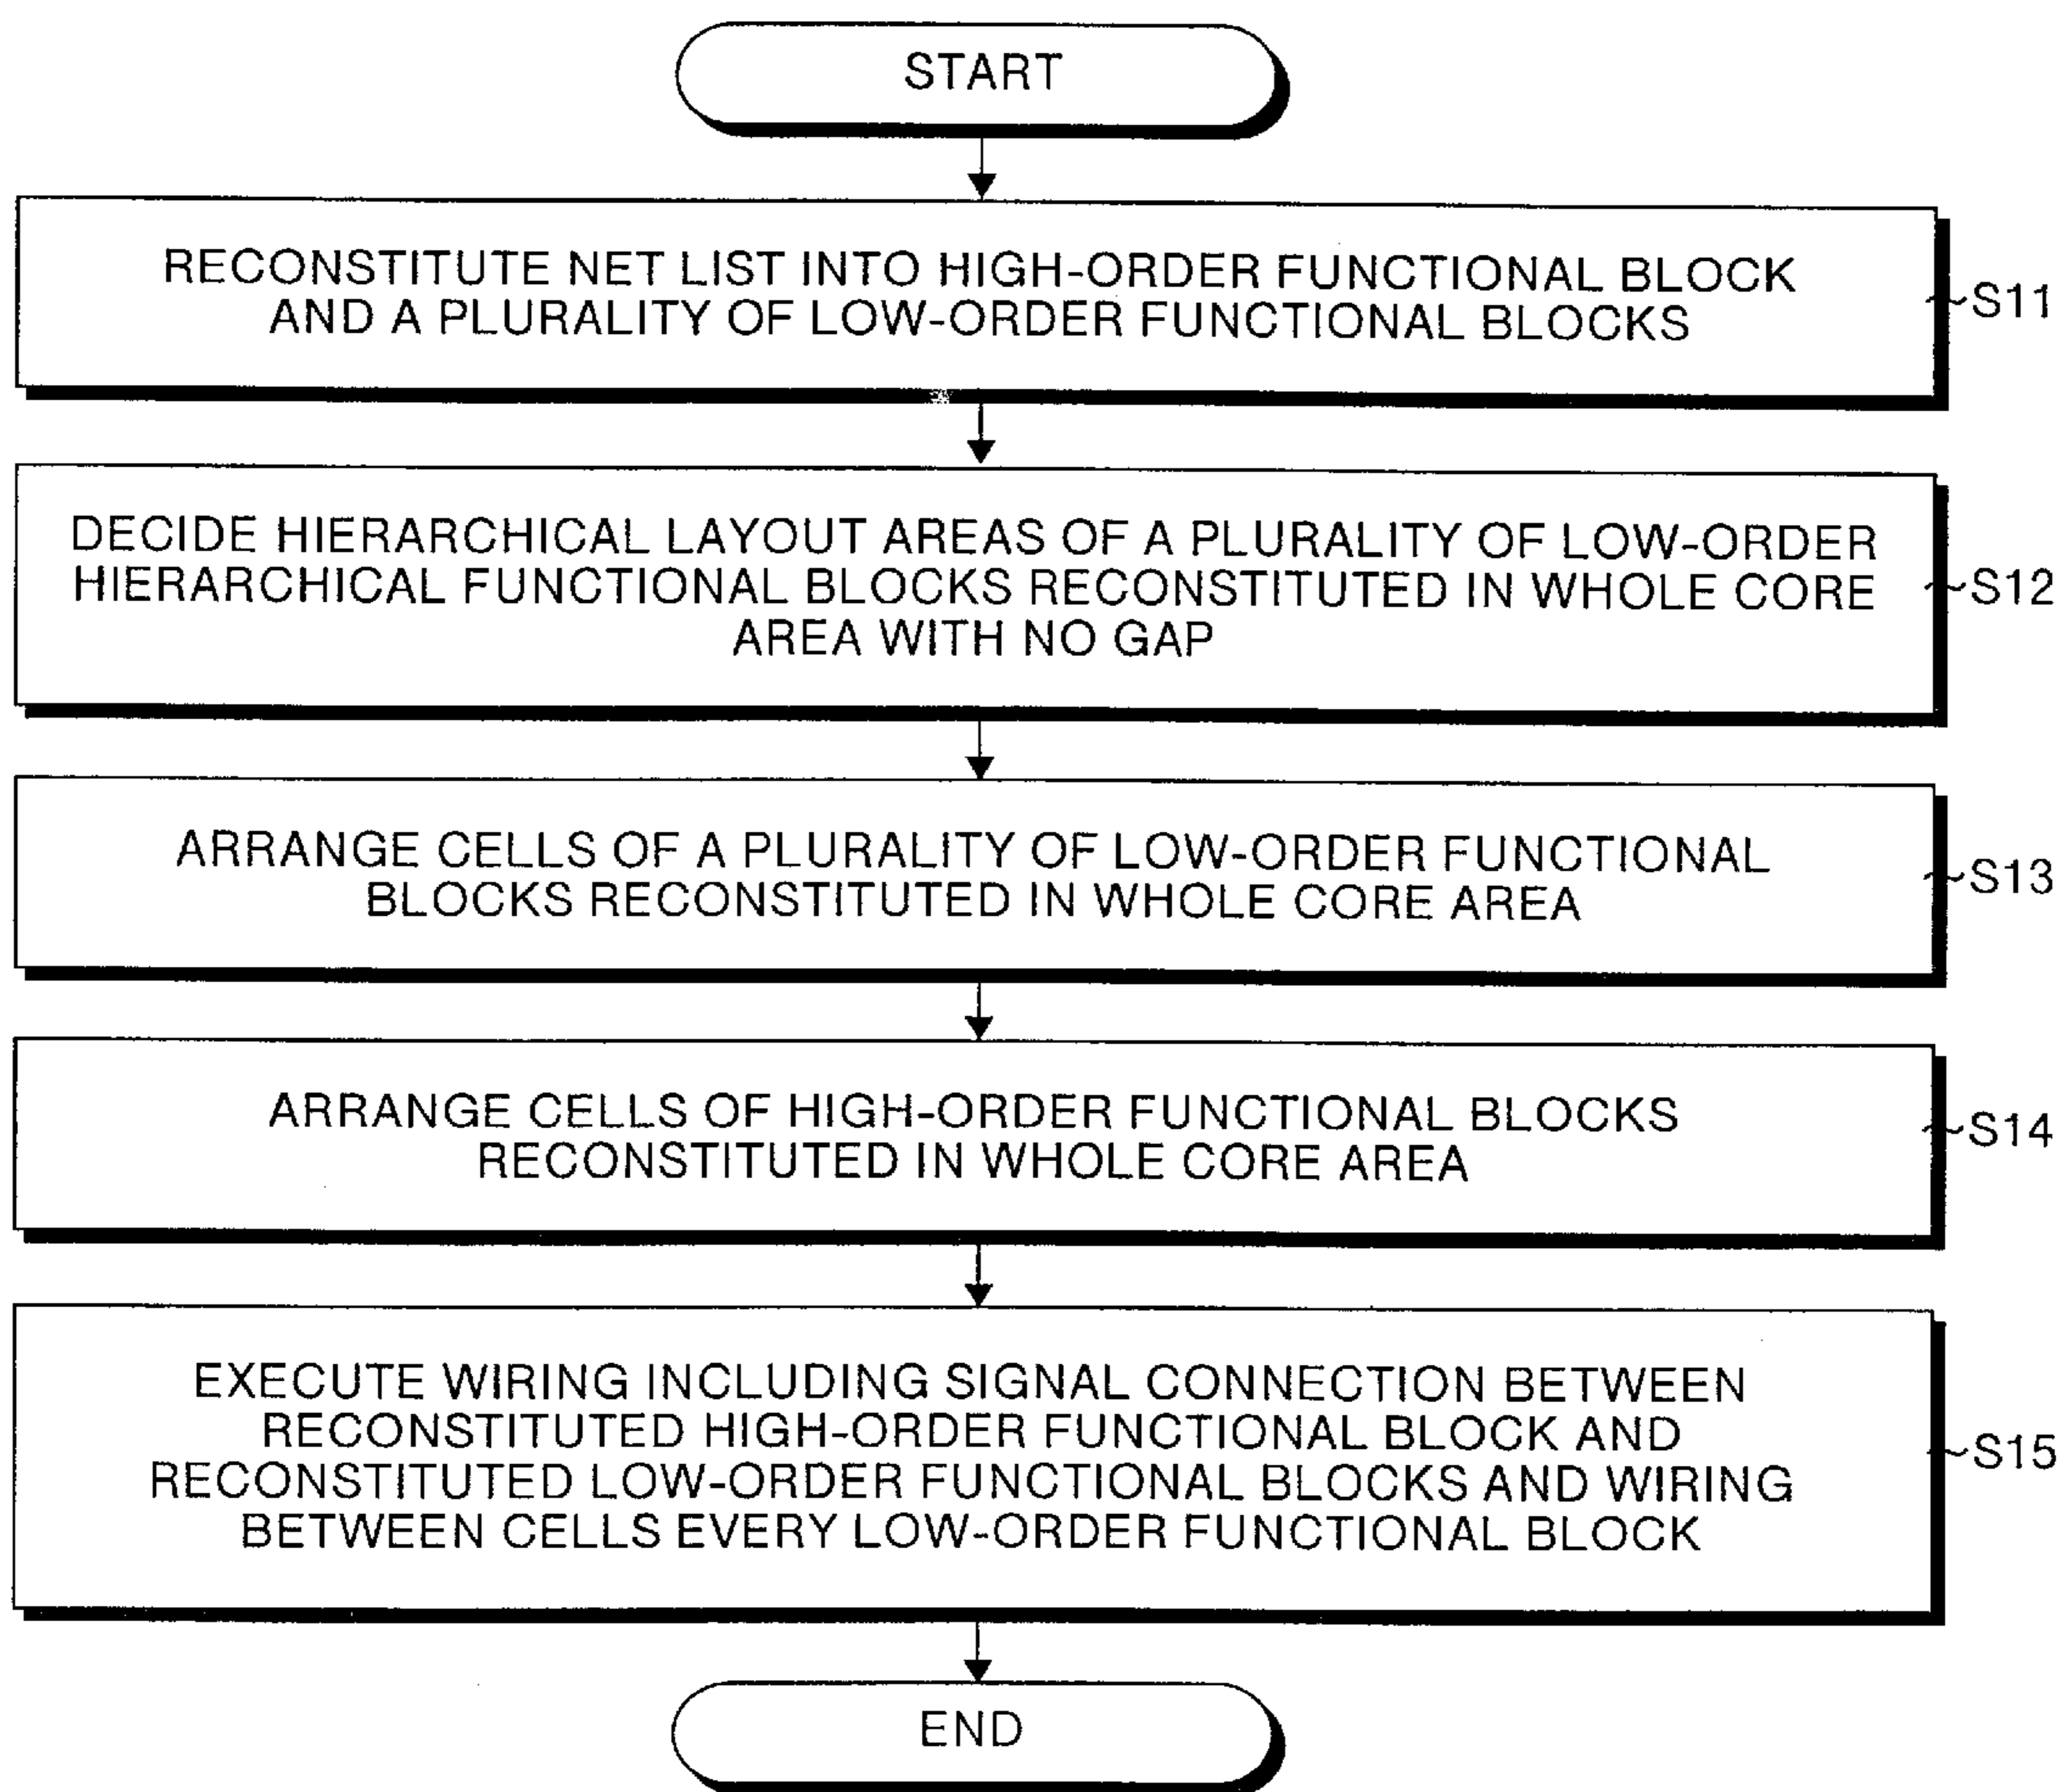 START
RECONSTITUTE NET LIST INTO HIGH-ORDER FUNCTIONAL BLOCK
AND A PLURALITY OF LOW-ORDER FUNCTIONAL BLOCKS
S11
DECIDE HIERARCHICAL LAYOUT AREAS OF A PLURALITY OF LOW-ORDER
HIERARCHICAL FUNCTIONAL BLOCKS RECONSTITUTED IN WHOLE CORE
AREA WITH NO GAP
S12
ARRANGE CELLS OF A PLURALITY OF LOW-ORDER FUNCTIONAL
BLOCKS RECONSTITUTED IN WHOLE CORE AREA
S13
ARRANGE CELLS OF HIGH-ORDER FUNCTIONAL BLOCKS
RECONSTITUTED IN WHOLE CORE AREA
S14
EXECUTE WIRING INCLUDING SIGNAL CONNECTION BETWEEN
RECONSTITUTED HIGH-ORDER FUNCTIONAL BLOCK AND
RECONSTITUTED LOW-ORDER FUNCTIONAL BLOCKS AND WIRING
BETWEEN CELLS EVERY LOW-ORDER FUNCTIONAL BLOCK
S15
END